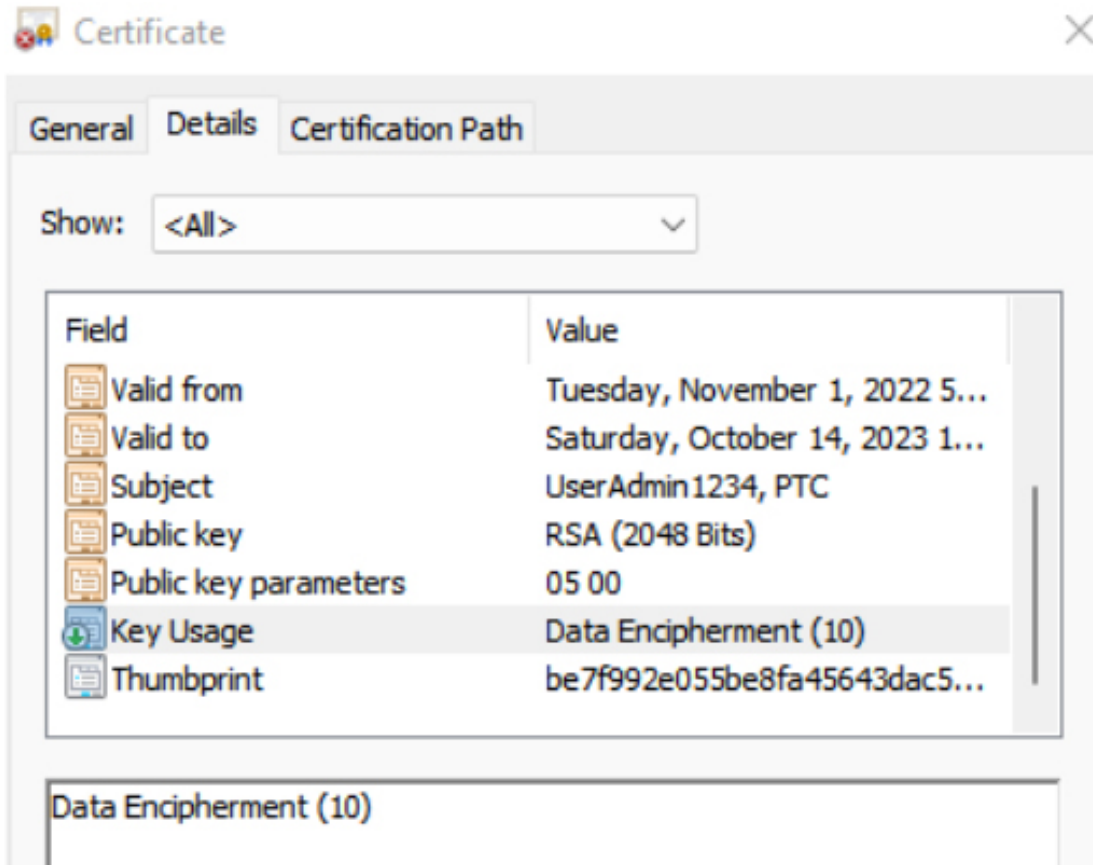 Certificate
General Details Certification Path
Show: <All>
Field Value
Valid from Tuesday, November 1, 2022 5...
Valid to Saturday, October 14, 2023 1...
Subject UserAdmin1234, PTC
Public key RSA (2048 Bits)
Public key parameters 05 00
Key Usage Data Encipherment (10)
Thumbprint be7f992e055be8fa45643dac5...
Data Encipherment (10)